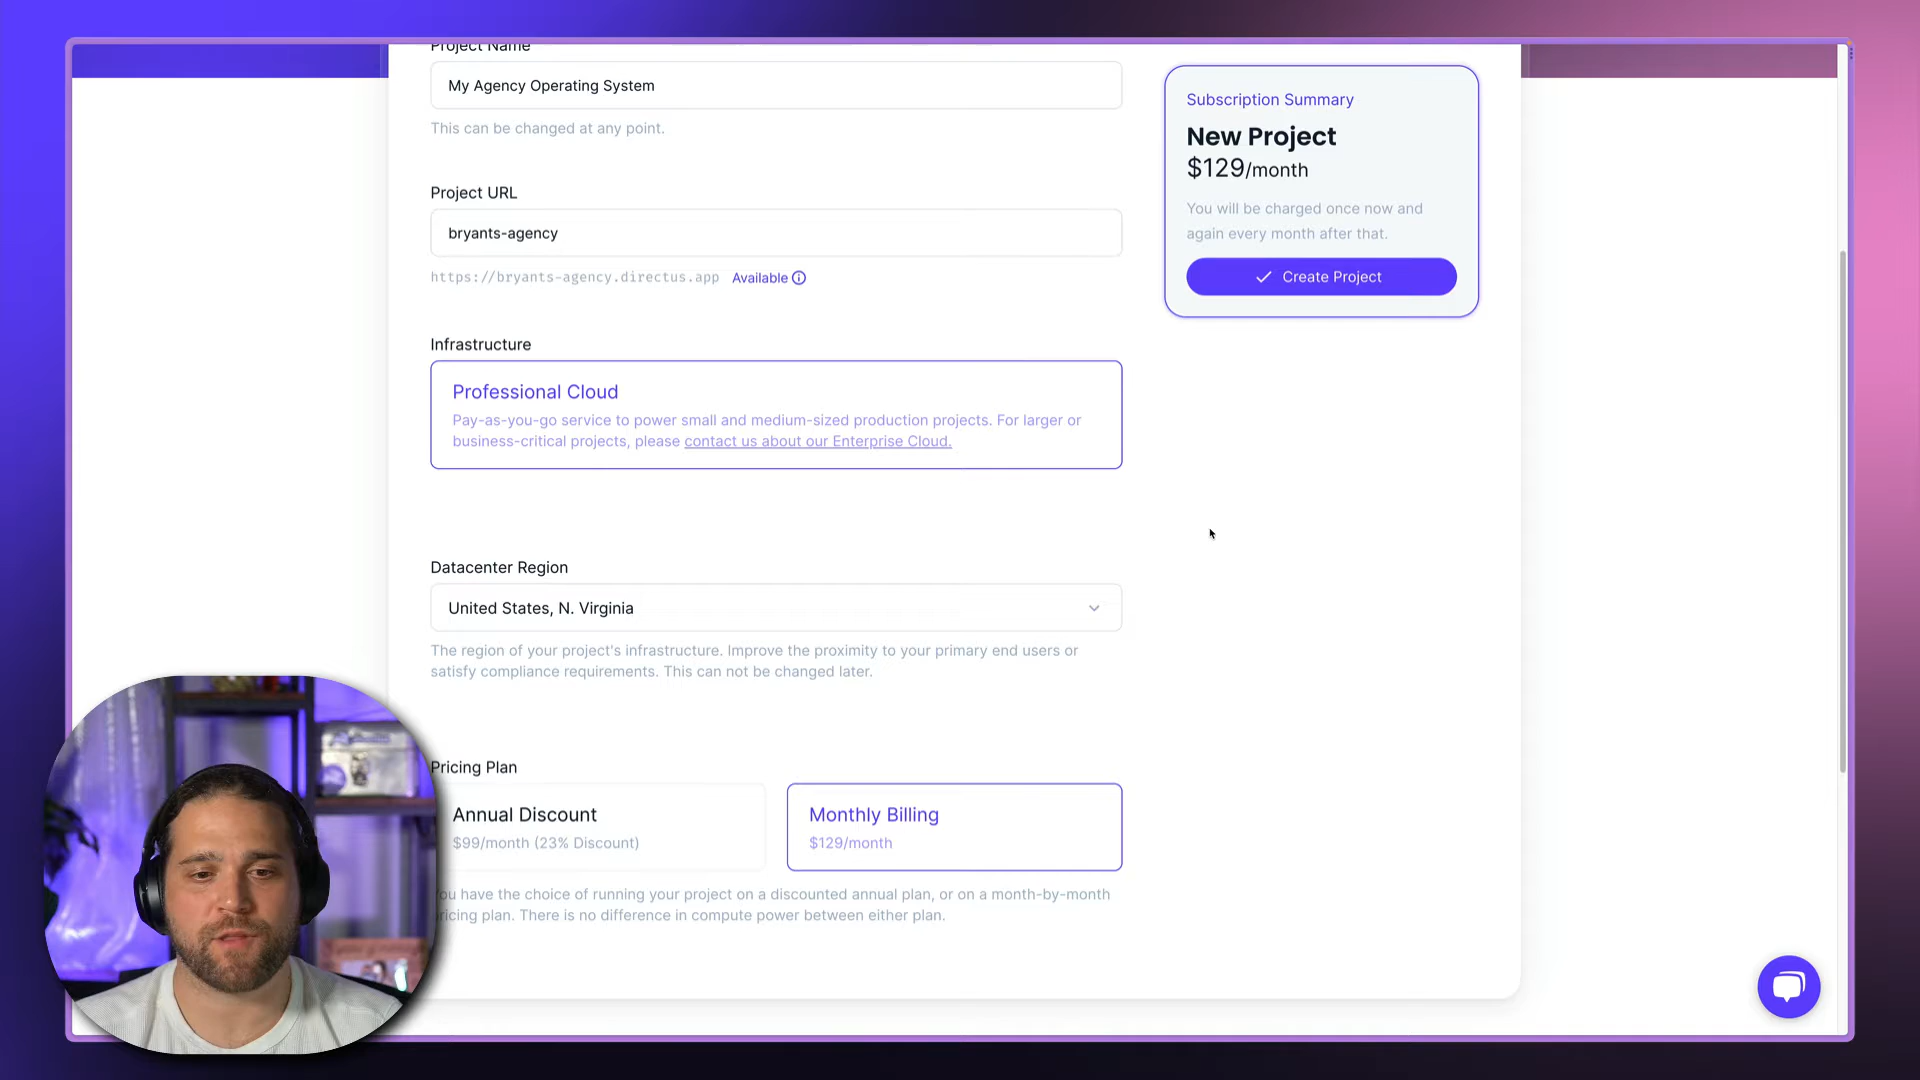 Project Name
My Agency Operating System
This can be changed at any point.
Project URL
bryants-agency
https://bryants-agency.directus.app Available
Infrastructure
Professional Cloud
Pay-as-you-go service to power small and medium-sized production projects. For larger or
business-critical projects, please contact us about our Enterprise Cloud.
Datacenter Region
United States, N. Virginia
The region of your project's infrastructure. Improve the proximity to your primary end users or
satisfy compliance requirements. This can not be changed later.
Pricing Plan
Annual Discount
$99/month (23% Discount)
Monthly Billing
$129/month
You have the choice of running your project on a discounted annual plan, or on a month-by-month
pricing plan. There is no difference in compute power between either plan.
Subscription Summary
New Project
$129/month
You will be charged once now and
again every month after that.
Create Project